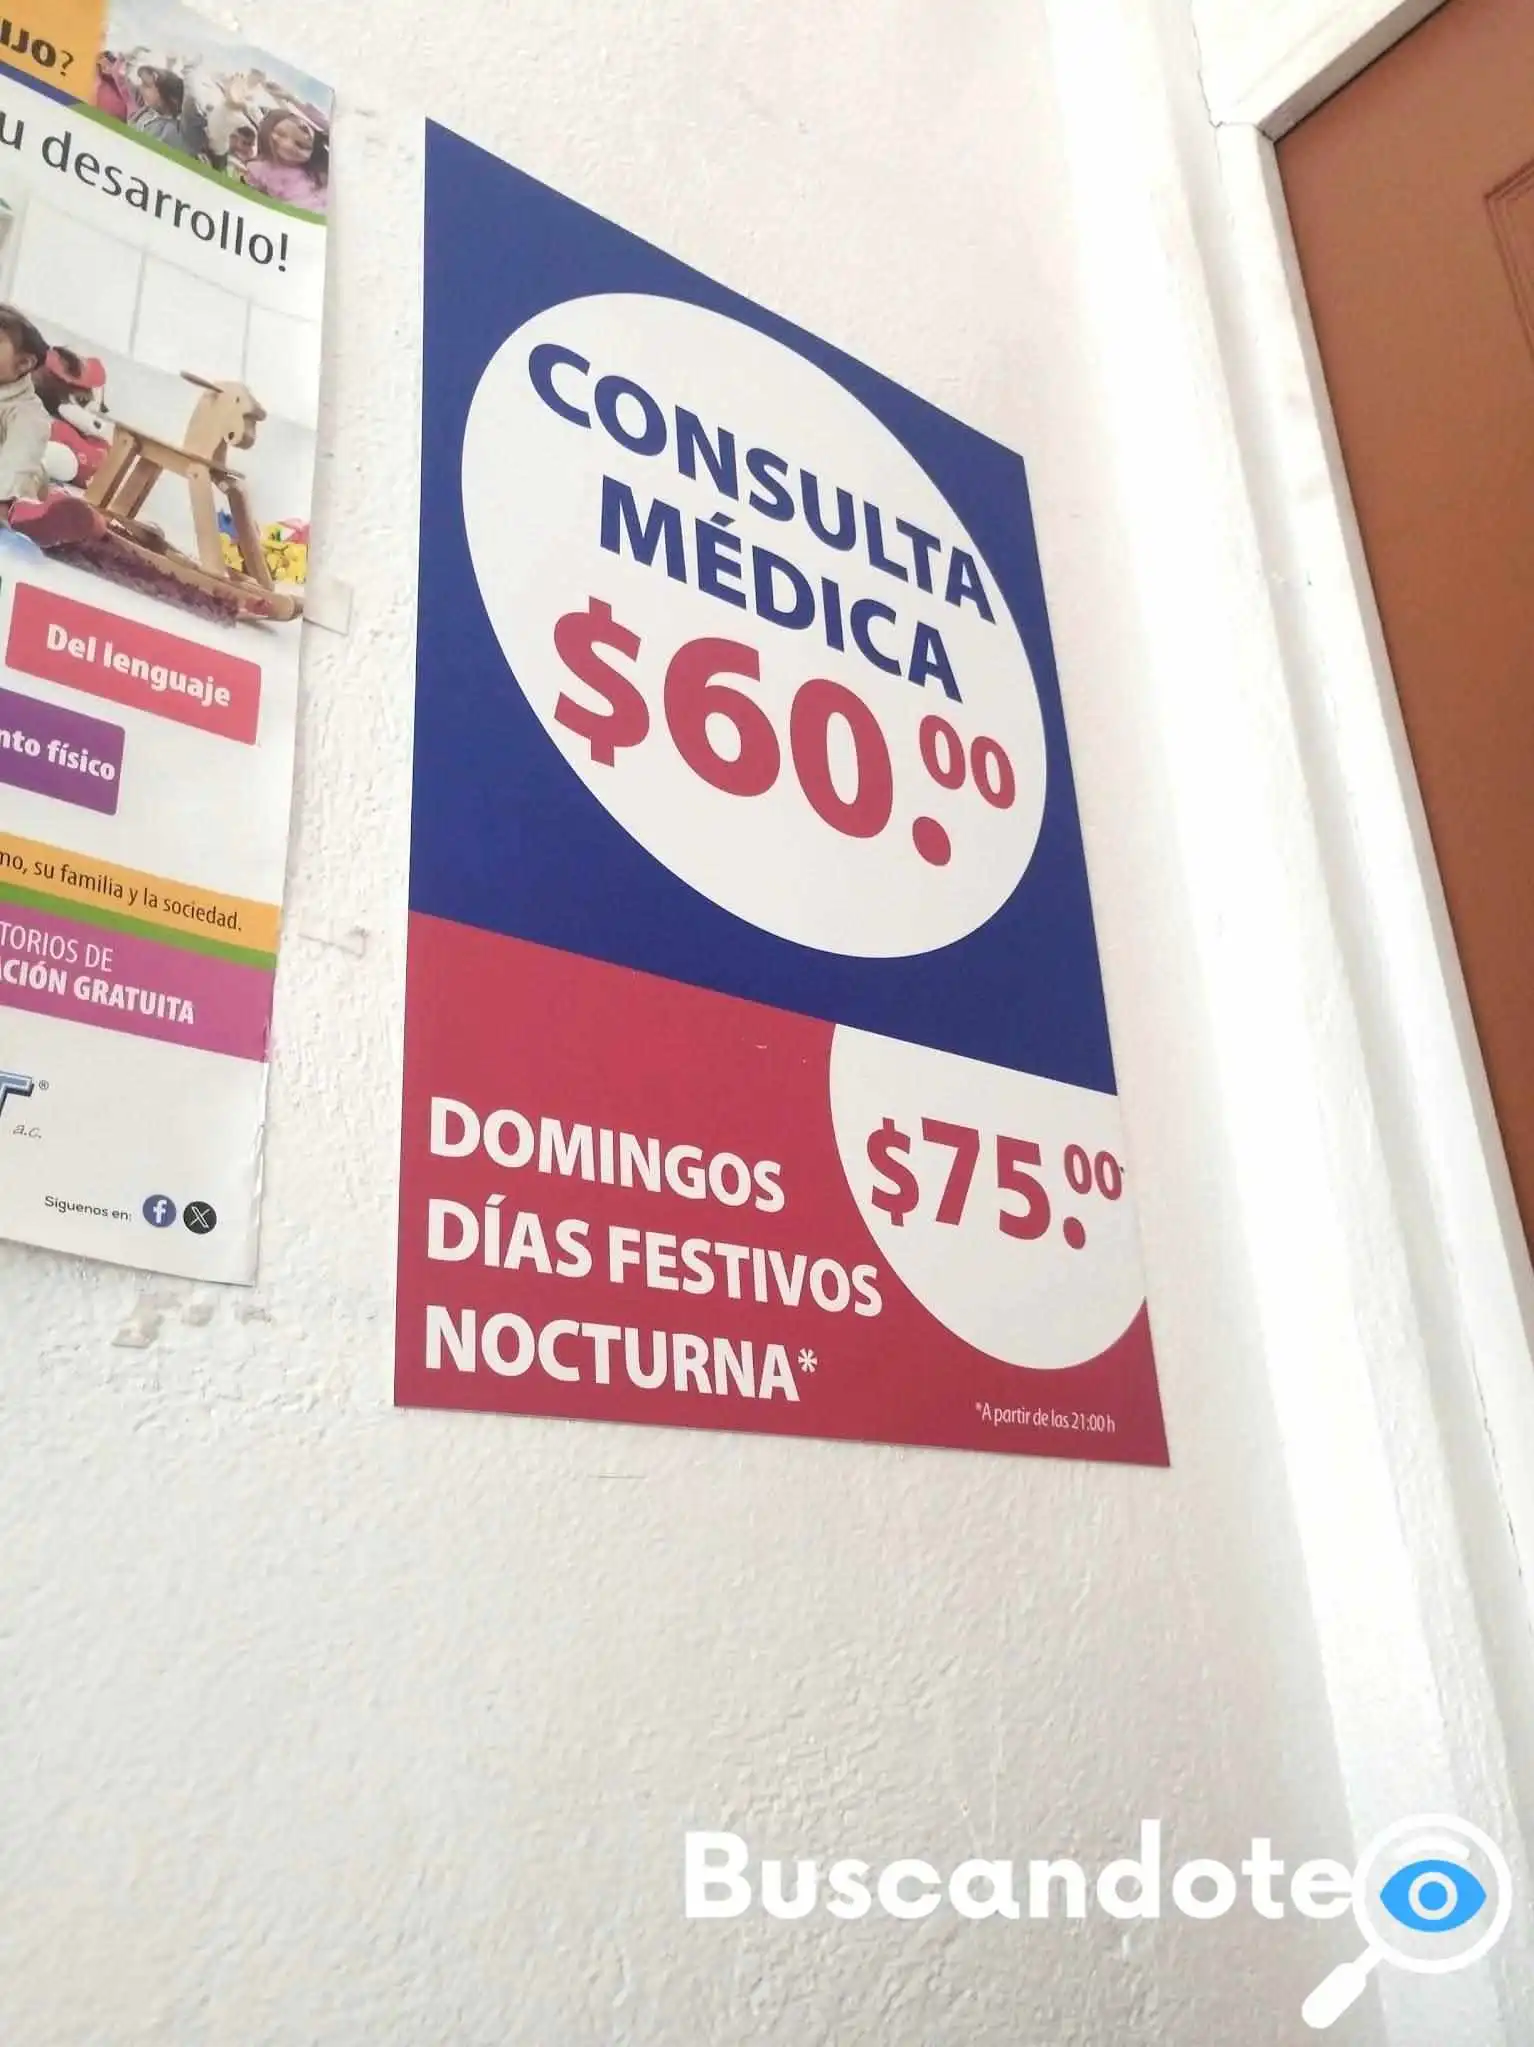 IJO?
u desarrollo!
Del lenguaje
nto físico
mo, su familia y la sociedad.
TORIOS DE
ACIÓN GRATUITA
T®
a.c.
Síguenos en:
CONSULTA
MÉDICA
$60.00
$75.00
DOMINGOS
DÍAS FESTIVOS
NOCTURNA*
*A partir de las 21:00 h
Buscandote